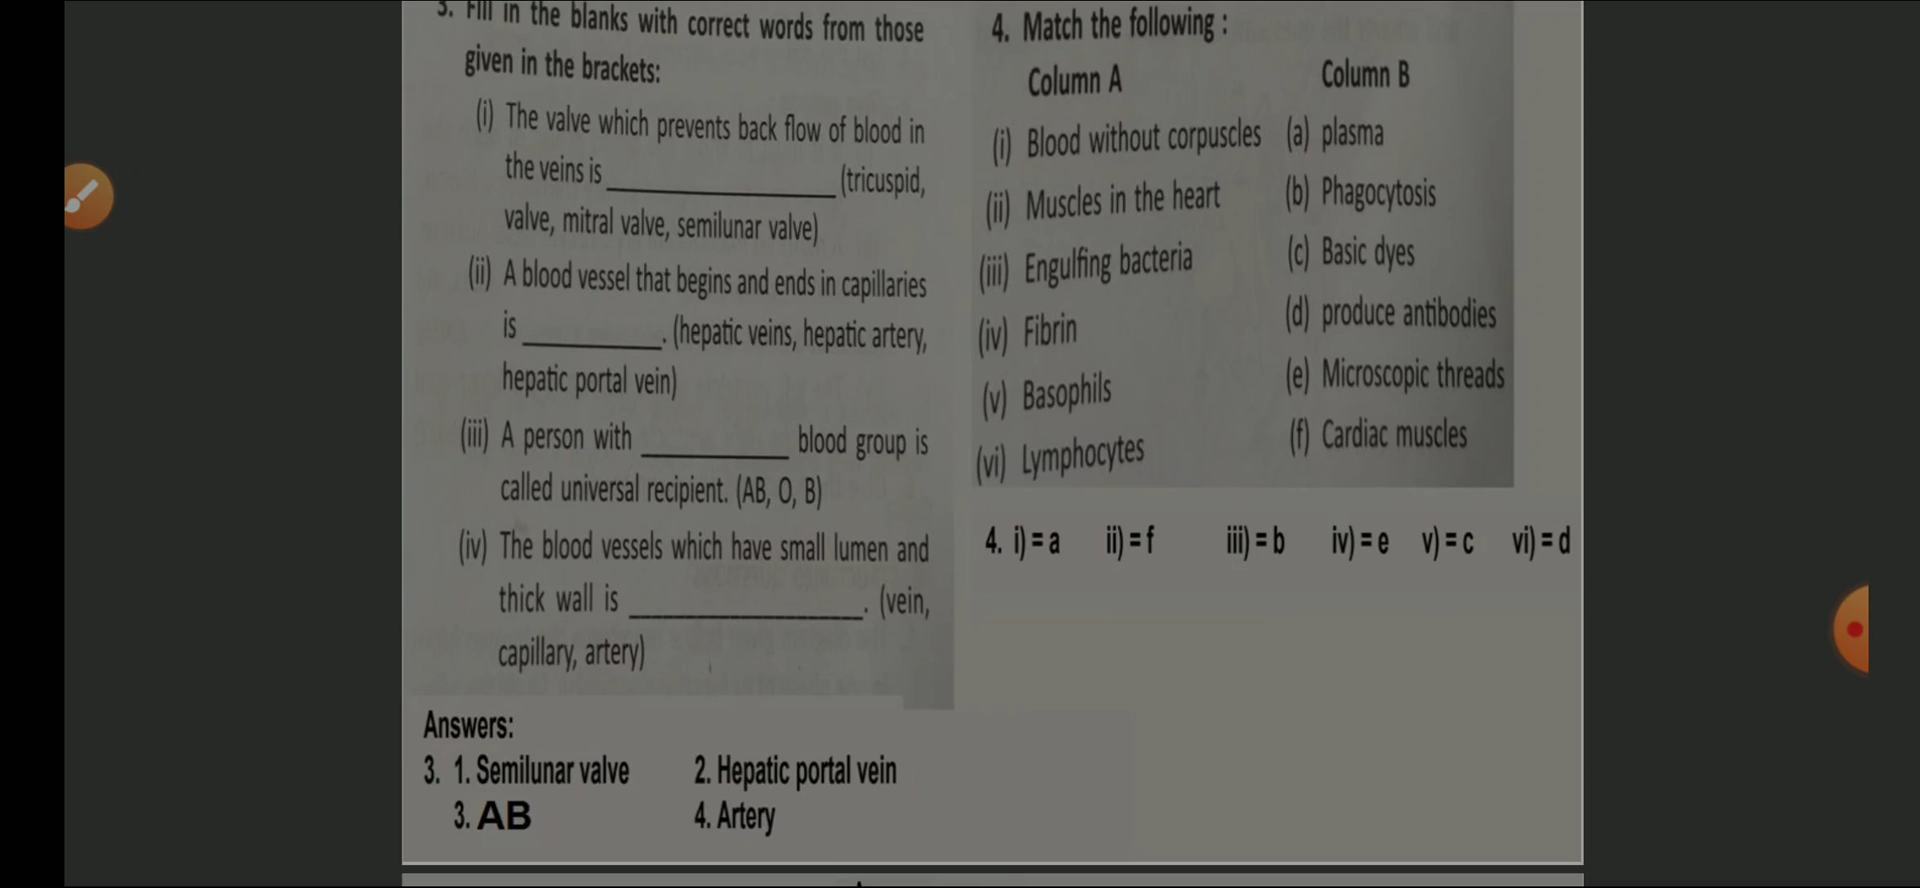 3. Fill in the blanks with correct words from those
given in the brackets:
(i) The valve which prevents back flow of blood in
the veins is ____________ (tricuspid,
valve, mitral valve, semilunar valve)
(ii) A blood vessel that begins and ends in capillaries
is ________. (hepatic veins, hepatic artery,
hepatic portal vein)
(iii) A person with ________ blood group is
called universal recipient. (AB, O, B)
(iv) The blood vessels which have small lumen and
thick wall is ____________. (vein,
capillary, artery)
Answers:
3. 1. Semilunar valve 2. Hepatic portal vein
3. AB 4. Artery
4. Match the following :
Column A Column B
(i) Blood without corpuscles (a) plasma
(ii) Muscles in the heart (b) Phagocytosis
(iii) Engulfing bacteria (c) Basic dyes
(iv) Fibrin (d) produce antibodies
(v) Basophils (e) Microscopic threads
(vi) Lymphocytes (f) Cardiac muscles
4. i) = a ii) = f iii) = b iv) = e v) = c vi) = d